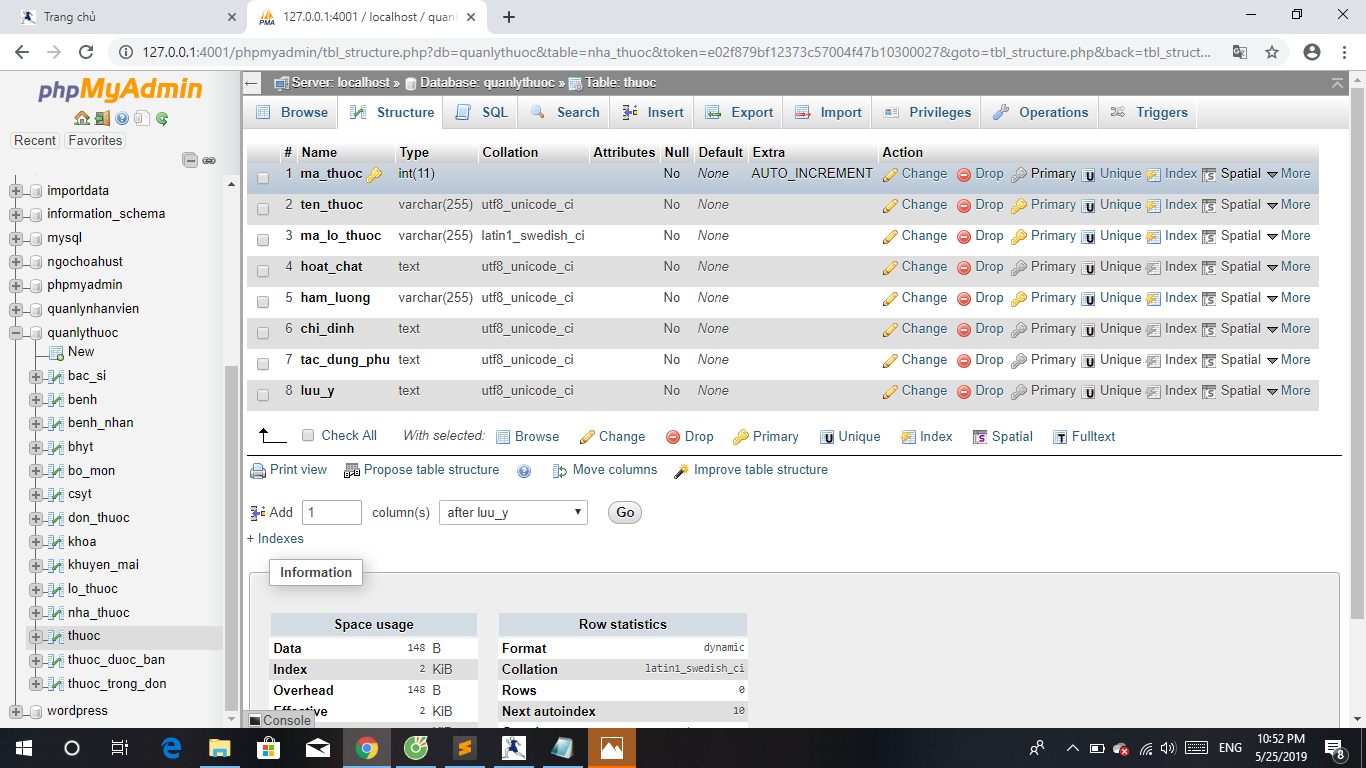 Trang chủ
127.0.0.1:4001 / localhost / quanl
127.0.0.1:4001/phpmyadmin/tbl_structure.php?db=quanlythuoc&table=nha_thuoc&token=e02f879bf12373c57004f47b10300027&goto=tbl_structure.php&back=tbl_struct...
phpMyAdmin
Recent Favorites
importdata
information_schema
mysql
ngochoahust
phpmyadmin
quanlynhanvien
quanlythuoc
New
bac_si
benh
benh_nhan
bhyt
bo_mon
csyt
don_thuoc
khoa
khuyen_mai
lo_thuoc
nha_thuoc
thuoc
thuoc_duoc_ban
thuoc_trong_don
wordpress
Server: localhost » Database: quanlythuoc » Table: thuoc
Browse Structure SQL Search Insert Export Import Privileges Operations Triggers
# Name Type Collation Attributes Null Default Extra Action
1 ma_thuoc int(11) No None AUTO_INCREMENT Change Drop Primary Unique Index Spatial More
2 ten_thuoc varchar(255) utf8_unicode_ci No None Change Drop Primary Unique Index Spatial More
3 ma_lo_thuoc varchar(255) latin1_swedish_ci No None Change Drop Primary Unique Index Spatial More
4 hoat_chat text utf8_unicode_ci No None Change Drop Primary Unique Index Spatial More
5 ham_luong varchar(255) utf8_unicode_ci No None Change Drop Primary Unique Index Spatial More
6 chi_dinh text utf8_unicode_ci No None Change Drop Primary Unique Index Spatial More
7 tac_dung_phu text utf8_unicode_ci No None Change Drop Primary Unique Index Spatial More
8 luu_y text utf8_unicode_ci No None Change Drop Primary Unique Index Spatial More
Check All With selected: Browse Change Drop Primary Unique Index Spatial Fulltext
Print view Propose table structure Move columns Improve table structure
Add 1 column(s) after luu_y Go
+ Indexes
Information
Space usage
Data 148 B
Index 2 KiB
Overhead 148 B
Effective 2 KiB
KiB
Row statistics
Format dynamic
Collation latin1_swedish_ci
Rows 0
Next autoindex 10
Console
ENG
10:52 PM
5/25/2019
8